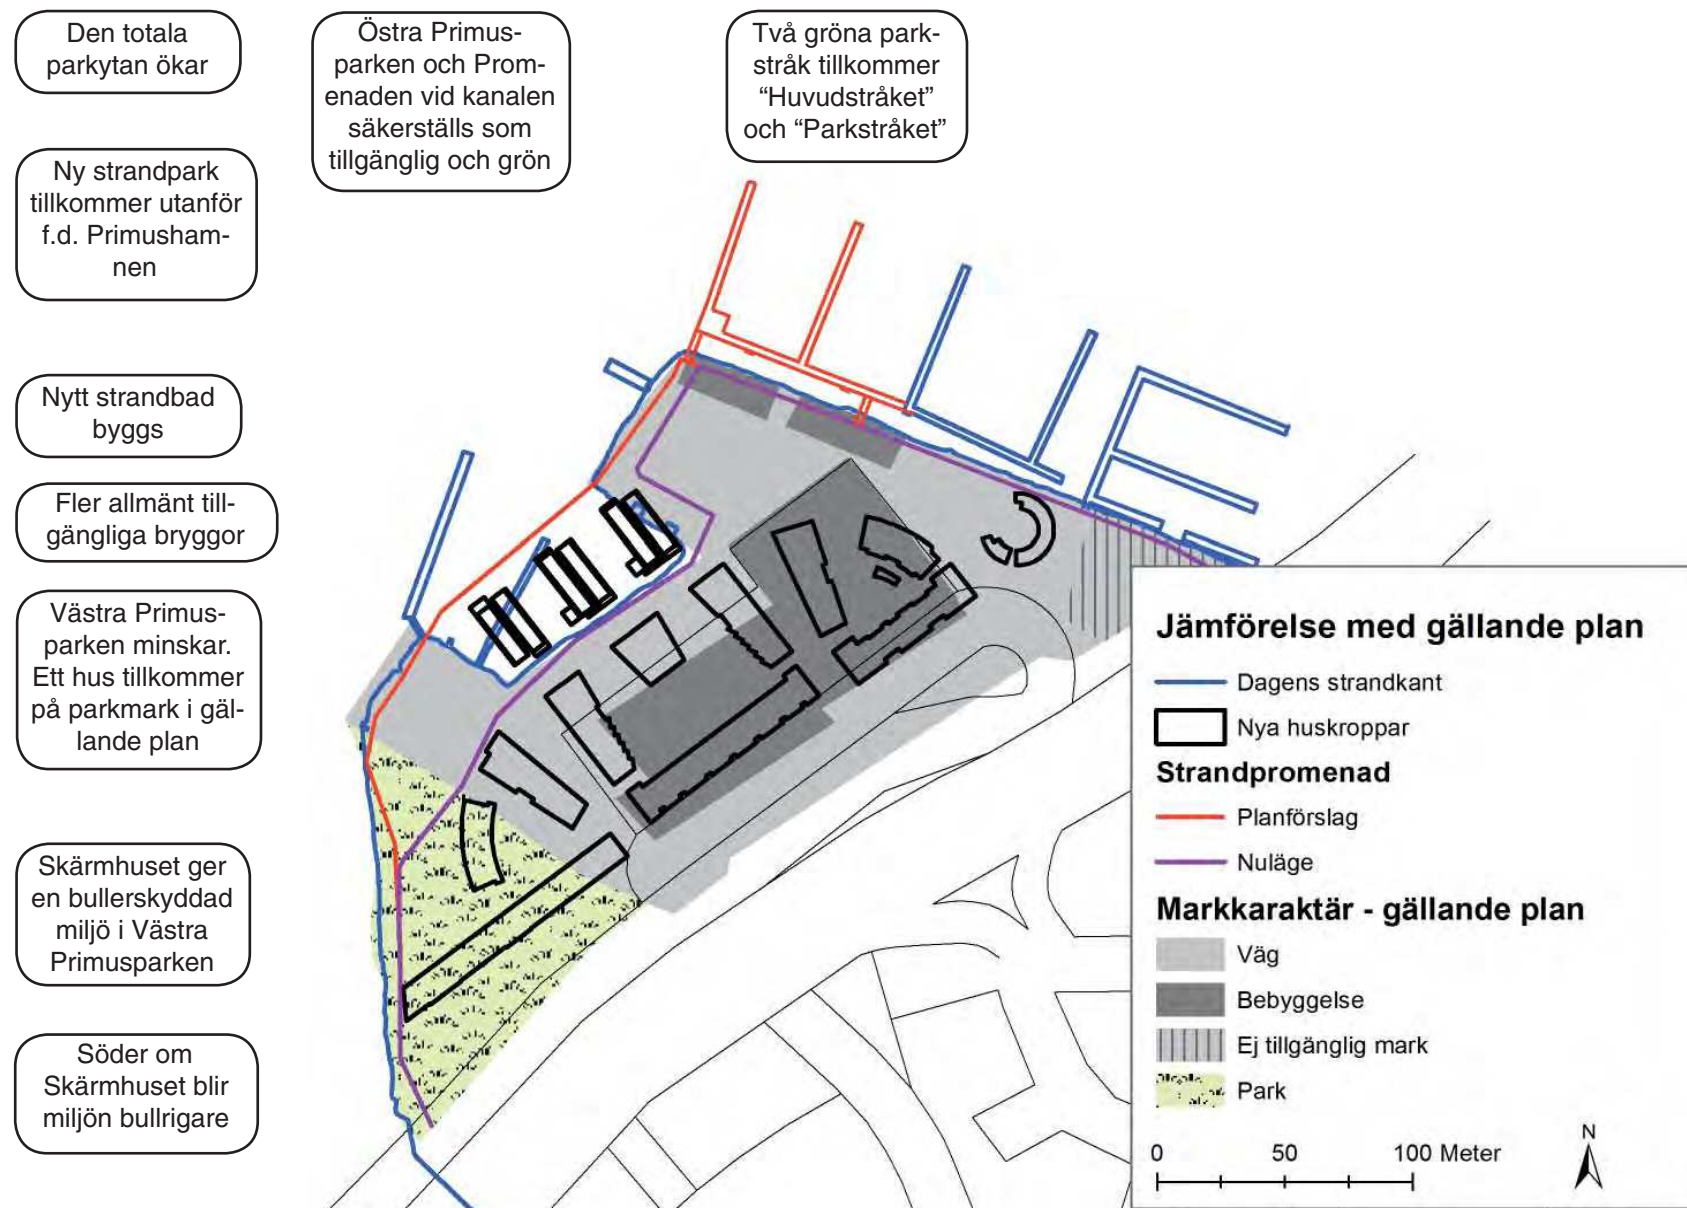 Den totala
parkytan ökar
Östra Primus-
parken och Prom-
enaden vid kanalen
säkerställs som
tillgänglig och grön
Två gröna park-
stråk tillkommer
“Huvudstråket”
och “Parkstråket”
Ny strandpark
tillkommer utanför
f.d. Primusham-
nen
Nytt strandbad
byggs
Fler allmänt till-
gängliga bryggor
Västra Primus-
parken minskar.
Ett hus tillkommer
på parkmark i gäl-
lande plan
Skärmhuset ger
en bullerskyddad
miljö i Västra
Primusparken
Söder om
Skärmhuset blir
miljön bullrigare
Jämförelse med gällande plan
Dagens strandkant
Nya huskroppar
Strandpromenad
Planförslag
Nuläge
Markkaraktär - gällande plan
Väg
Bebyggelse
Ej tillgänglig mark
Park
0 50 100 Meter
N